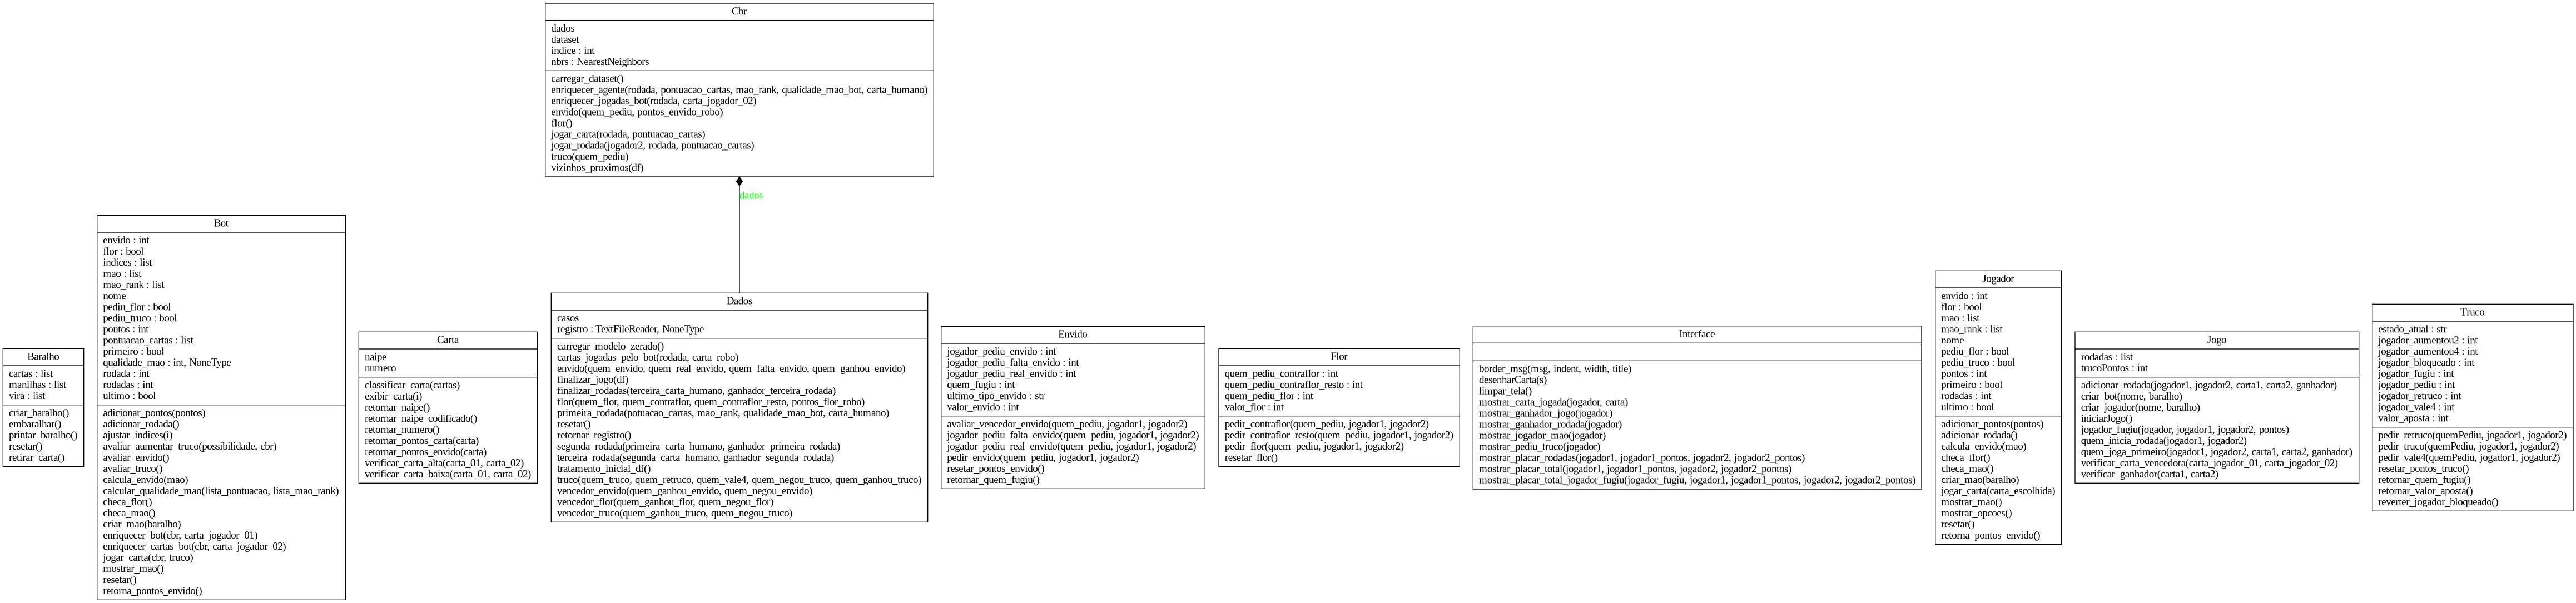 Cbr
dados
dataset
indice : int
nbrs : NearestNeighbors
carregar_dataset()
enriquecer_agente(rodada, pontuacao_cartas, mao_rank, qualidade_mao_bot, carta_humano)
enriquecer_jogadas_bot(rodada, carta_jogador_02)
envido(quem_pediu, pontos_envido_robo)
flor()
jogar_carta(rodada, pontuacao_cartas)
jogar_rodada(jogador2, rodada, pontuacao_cartas)
truco(quem_pediu)
vizinhos_proximos(df)
dados
Baralho
cartas : list
manilhas : list
vira : list
criar_baralho()
embaralhar()
printar_baralho()
resetar()
retirar_carta()
Bot
envido : int
flor : bool
indices : list
mao : list
mao_rank : list
nome
pediu_flor : bool
pediu_truco : bool
pontos : int
pontuacao_cartas : list
primeiro : bool
qualidade_mao : int, NoneType
rodada : int
rodadas : int
ultimo : bool
adicionar_pontos(pontos)
adicionar_rodada()
ajustar_indices(i)
avaliar_aumentar_truco(possibilidade, cbr)
avaliar_envido()
avaliar_truco()
calcula_envido(mao)
calcular_qualidade_mao(lista_pontuacao, lista_mao_rank)
checa_flor()
checa_mao()
criar_mao(baralho)
enriquecer_bot(cbr, carta_jogador_01)
enriquecer_cartas_bot(cbr, carta_jogador_02)
jogar_carta(cbr, truco)
mostrar_mao()
resetar()
retorna_pontos_envido()
Carta
naipe
numero
classificar_carta(cartas)
exibir_carta(i)
retornar_naipe()
retornar_naipe_codificado()
retornar_numero()
retornar_pontos_carta(carta)
retornar_pontos_envido(carta)
verificar_carta_alta(carta_01, carta_02)
verificar_carta_baixa(carta_01, carta_02)
Dados
casos
registro : TextFileReader, NoneType
carregar_modelo_zerado()
cartas_jogadas_pelo_bot(rodada, carta_robo)
envido(quem_envido, quem_real_envido, quem_falta_envido, quem_ganhou_envido)
finalizar_jogo(df)
finalizar_rodadas(terceira_carta_humano, ganhador_terceira_rodada)
flor(quem_flor, quem_contraflor, quem_contraflor_resto, pontos_flor_robo)
primeira_rodada(potuacao_cartas, mao_rank, qualidade_mao_bot, carta_humano)
resetar()
retornar_registro()
segunda_rodada(primeira_carta_humano, ganhador_primeira_rodada)
terceira_rodada(segunda_carta_humano, ganhador_segunda_rodada)
tratamento_inicial_df()
truco(quem_truco, quem_retruco, quem_vale4, quem_negou_truco, quem_ganhou_truco)
vencedor_envido(quem_ganhou_envido, quem_negou_envido)
vencedor_flor(quem_ganhou_flor, quem_negou_flor)
vencedor_truco(quem_ganhou_truco, quem_negou_truco)
Envido
jogador_pediu_envido : int
jogador_pediu_falta_envido : int
jogador_pediu_real_envido : int
quem_fugiu : int
ultimo_tipo_envido : str
valor_envido : int
avaliar_vencedor_envido(quem_pediu, jogador1, jogador2)
jogador_pediu_falta_envido(quem_pediu, jogador1, jogador2)
jogador_pediu_real_envido(quem_pediu, jogador1, jogador2)
pedir_envido(quem_pediu, jogador1, jogador2)
resetar_pontos_envido()
retornar_quem_fugiu()
Flor
quem_pediu_contraflor : int
quem_pediu_contraflor_resto : int
quem_pediu_flor : int
valor_flor : int
pedir_contraflor(quem_pediu, jogador1, jogador2)
pedir_contraflor_resto(quem_pediu, jogador1, jogador2)
pedir_flor(quem_pediu, jogador1, jogador2)
resetar_flor()
Interface
border_msg(msg, indent, width, title)
desenharCarta(s)
limpar_tela()
mostrar_carta_jogada(jogador, carta)
mostrar_ganhador_jogo(jogador)
mostrar_ganhador_rodada(jogador)
mostrar_jogador_mao(jogador)
mostrar_pediu_truco(jogador)
mostrar_placar_rodadas(jogador1, jogador1_pontos, jogador2, jogador2_pontos)
mostrar_placar_total(jogador1, jogador1_pontos, jogador2, jogador2_pontos)
mostrar_placar_total_jogador_fugiu(jogador_fugiu, jogador1, jogador1_pontos, jogador2, jogador2_pontos)
Jogador
envido : int
flor : bool
mao : list
mao_rank : list
nome
pediu_flor : bool
pediu_truco : bool
pontos : int
primeiro : bool
rodadas : int
ultimo : bool
adicionar_pontos(pontos)
adicionar_rodada()
calcula_envido(mao)
checa_flor()
checa_mao()
criar_mao(baralho)
jogar_carta(carta_escolhida)
mostrar_mao()
mostrar_opcoes()
resetar()
retorna_pontos_envido()
Jogo
rodadas : list
trucoPontos : int
adicionar_rodada(jogador1, jogador2, carta1, carta2, ganhador)
criar_bot(nome, baralho)
criar_jogador(nome, baralho)
iniciarJogo()
jogador_fugiu(jogador, jogador1, jogador2, pontos)
quem_inicia_rodada(jogador1, jogador2)
quem_joga_primeiro(jogador1, jogador2, carta1, carta2, ganhador)
verificar_carta_vencedora(carta_jogador_01, carta_jogador_02)
verificar_ganhador(carta1, carta2)
Truco
estado_atual : str
jogador_aumentou2 : int
jogador_aumentou4 : int
jogador_bloqueado : int
jogador_fugiu : int
jogador_pediu : int
jogador_retruco : int
jogador_vale4 : int
valor_aposta : int
pedir_retruco(quemPediu, jogador1, jogador2)
pedir_truco(quemPediu, jogador1, jogador2)
pedir_vale4(quemPediu, jogador1, jogador2)
resetar_pontos_truco()
retornar_quem_fugiu()
retornar_valor_aposta()
reverter_jogador_bloqueado()